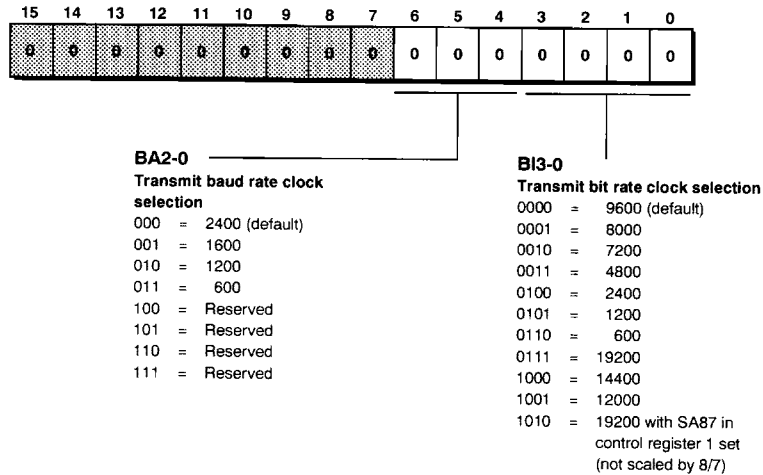 15 14 13 12 11 10 9 8 7 6 5 4 3 2 1 0
0 0 0 0 0 0 0 0 0 0 0 0 0 0 0 0
BA2-0
Transmit baud rate clock
selection
000 = 2400 (default)
001 = 1600
010 = 1200
011 = 600
100 = Reserved
101 = Reserved
110 = Reserved
111 = Reserved
BI3-0
Transmit bit rate clock selection
0000 = 9600 (default)
0001 = 8000
0010 = 7200
0011 = 4800
0100 = 2400
0101 = 1200
0110 = 600
0111 = 19200
1000 = 14400
1001 = 12000
1010 = 19200 with SA87 in
control register 1 set
(not scaled by 8/7)